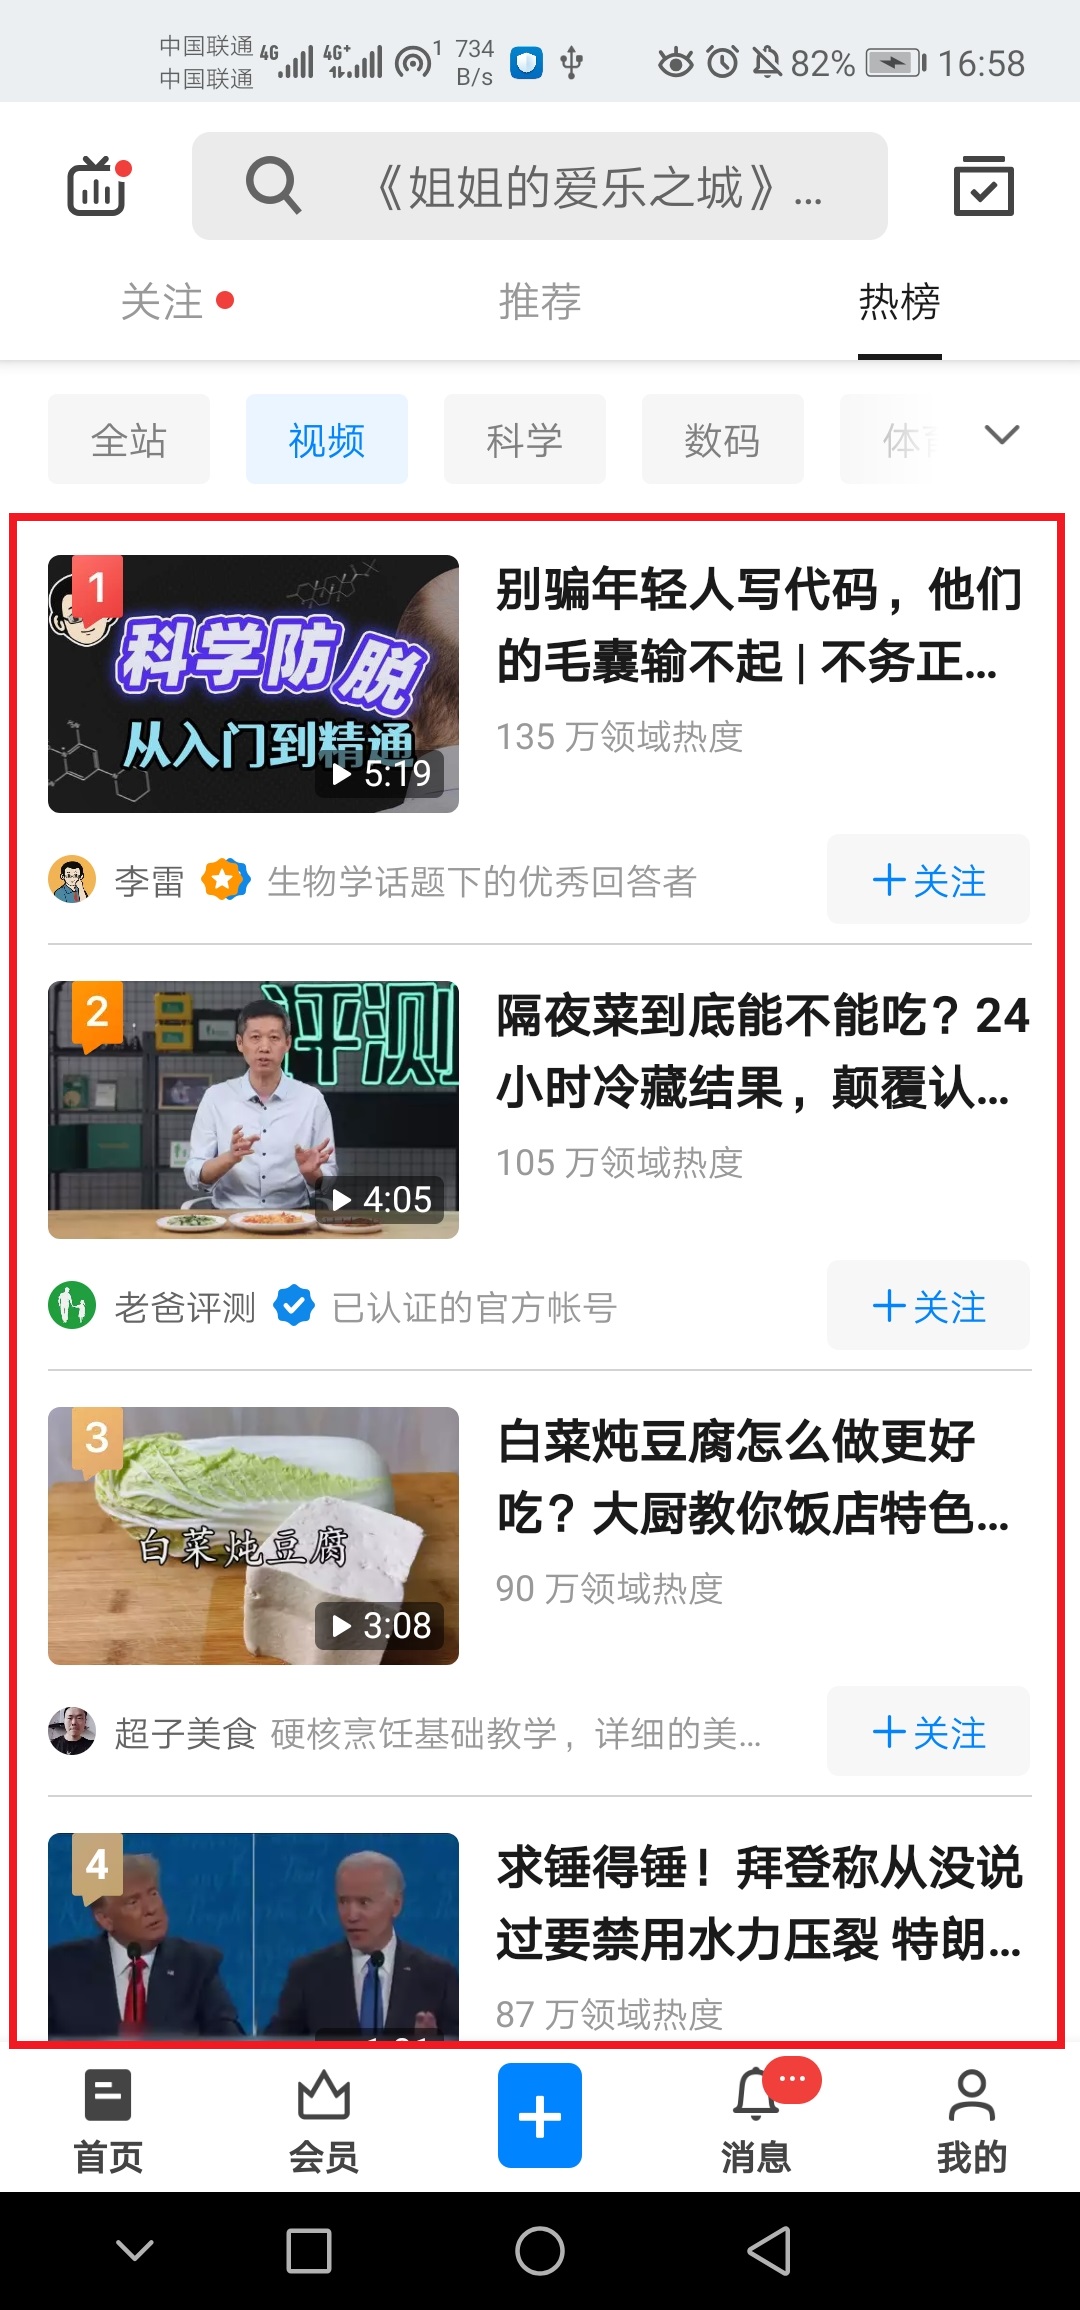 中国联通
中国联通
4G
4G+
1
734
B/s
82%
16:58
《姐姐的爱乐之城》...
关注
推荐
热榜
全站
视频
科学
数码
体育
1
科学防脱
从入门到精通
5:19
别骗年轻人写代码，他们
的毛囊输不起 | 不务正...
135 万领域热度
李雷
生物学话题下的优秀回答者
+关注
2
评测
4:05
隔夜菜到底能不能吃？24
小时冷藏结果，颠覆认...
105 万领域热度
老爸评测
已认证的官方帐号
+关注
3
白菜炖豆腐
3:08
白菜炖豆腐怎么做更好
吃？大厨教你饭店特色...
90 万领域热度
超子美食
硬核烹饪基础教学，详细的美...
+关注
4
求锤得锤！拜登称从没说
过要禁用水力压裂 特朗...
87 万领域热度
首页
会员
消息
我的